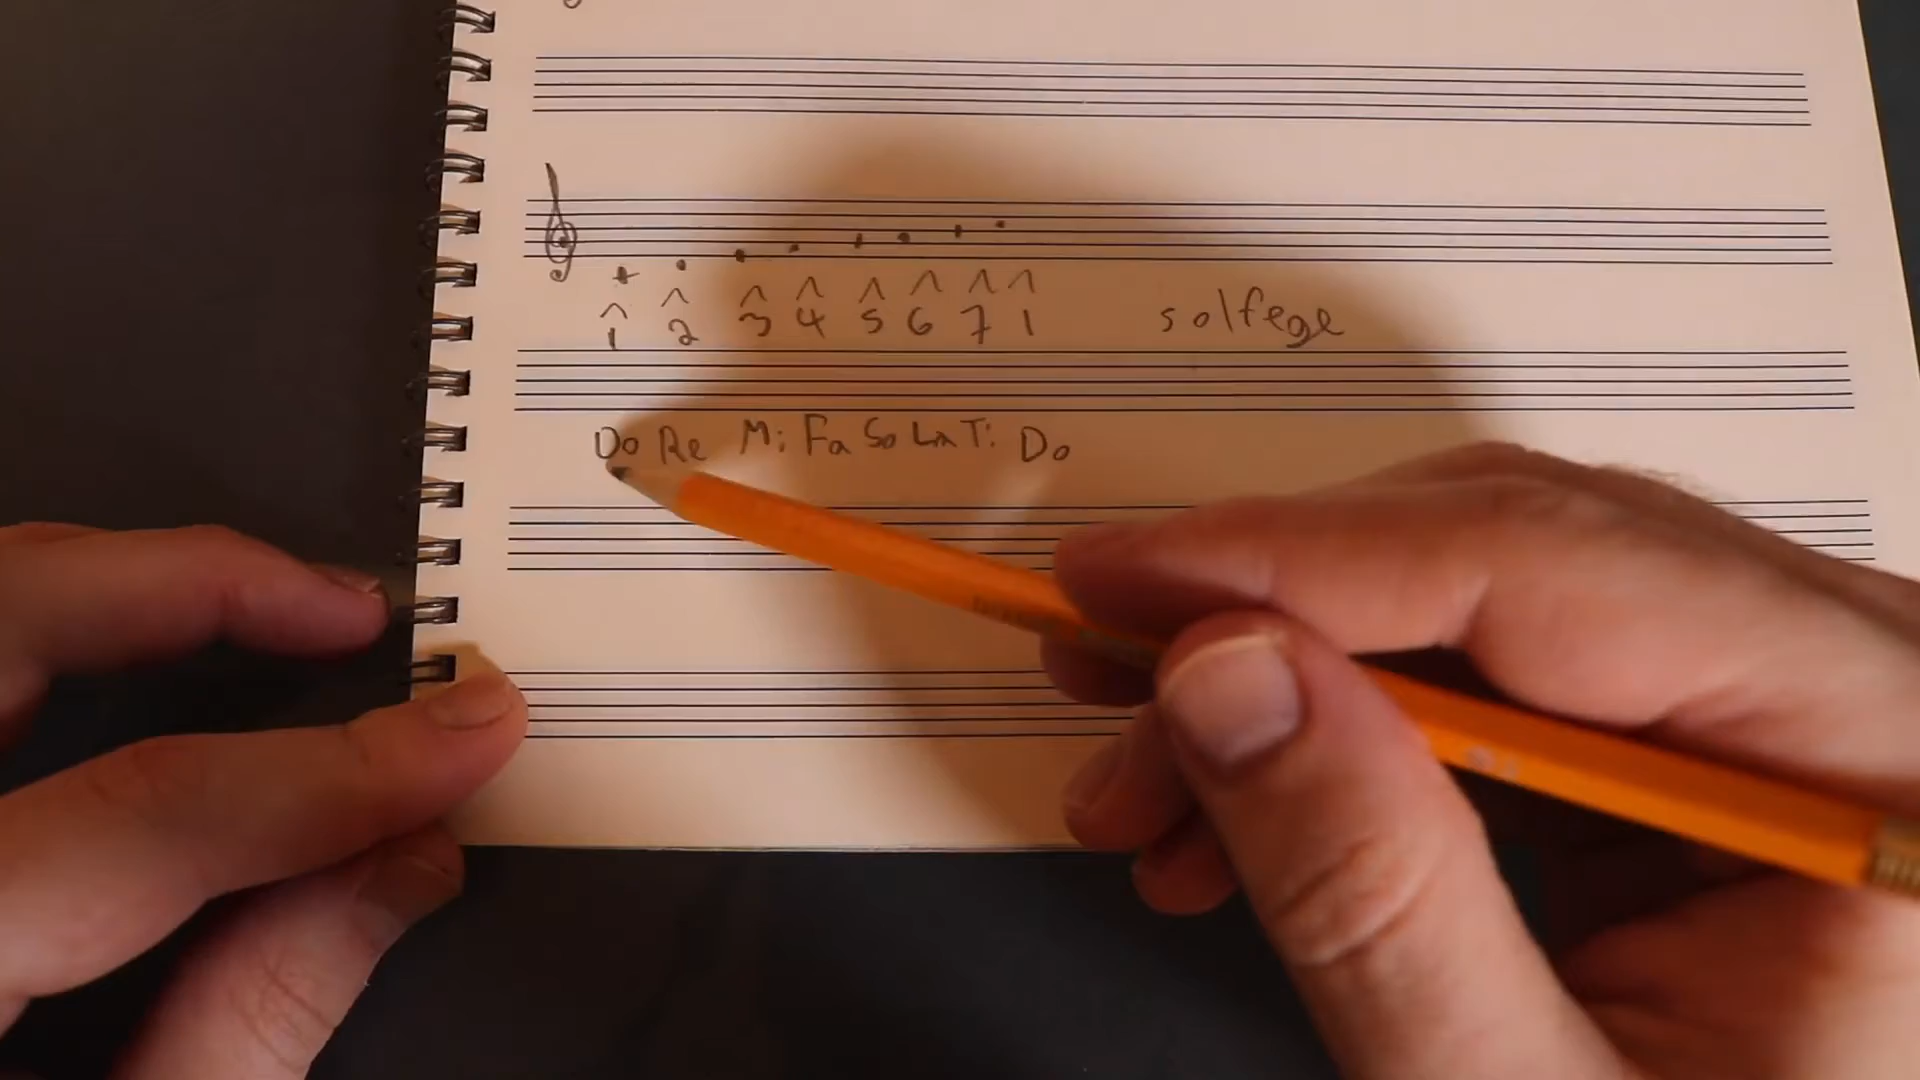 ^ ^ ^ ^ ^ ^ ^ ^
1 2 3 4 5 6 7 1 solfege
Do Re Mi Fa So La Ti Do